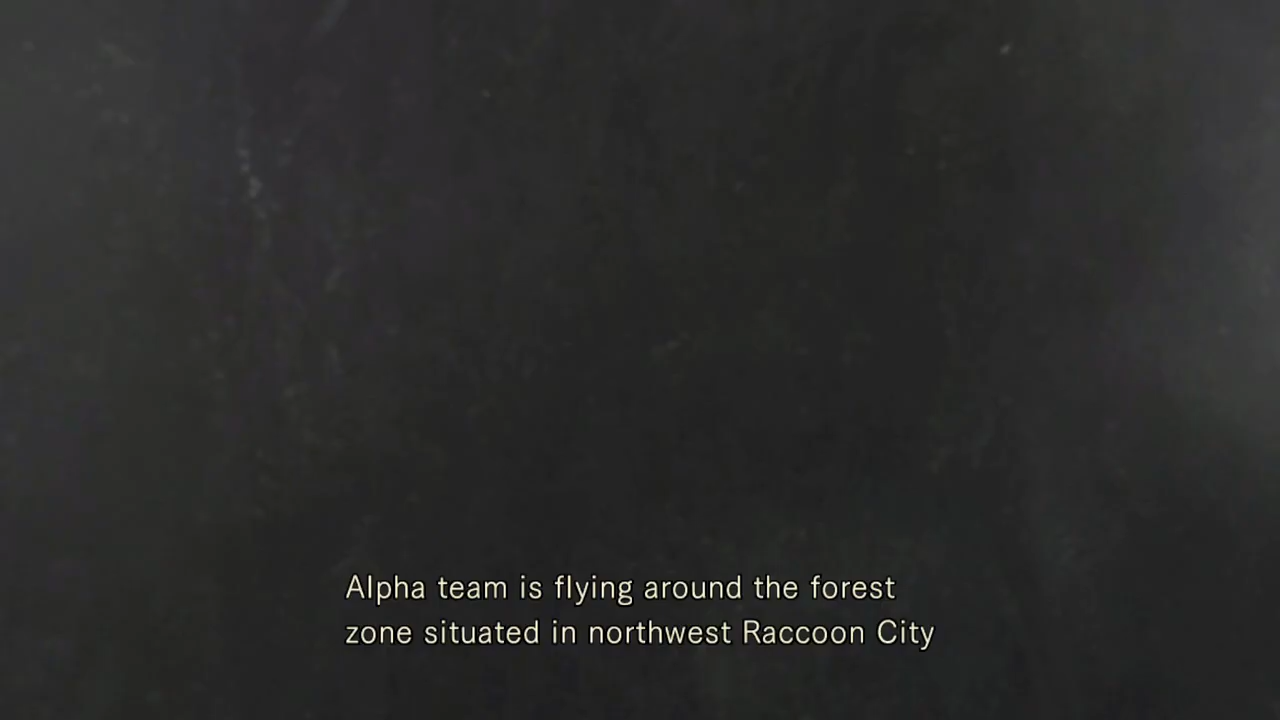 Alpha team is flying around the forest
zone situated in northwest Raccoon City